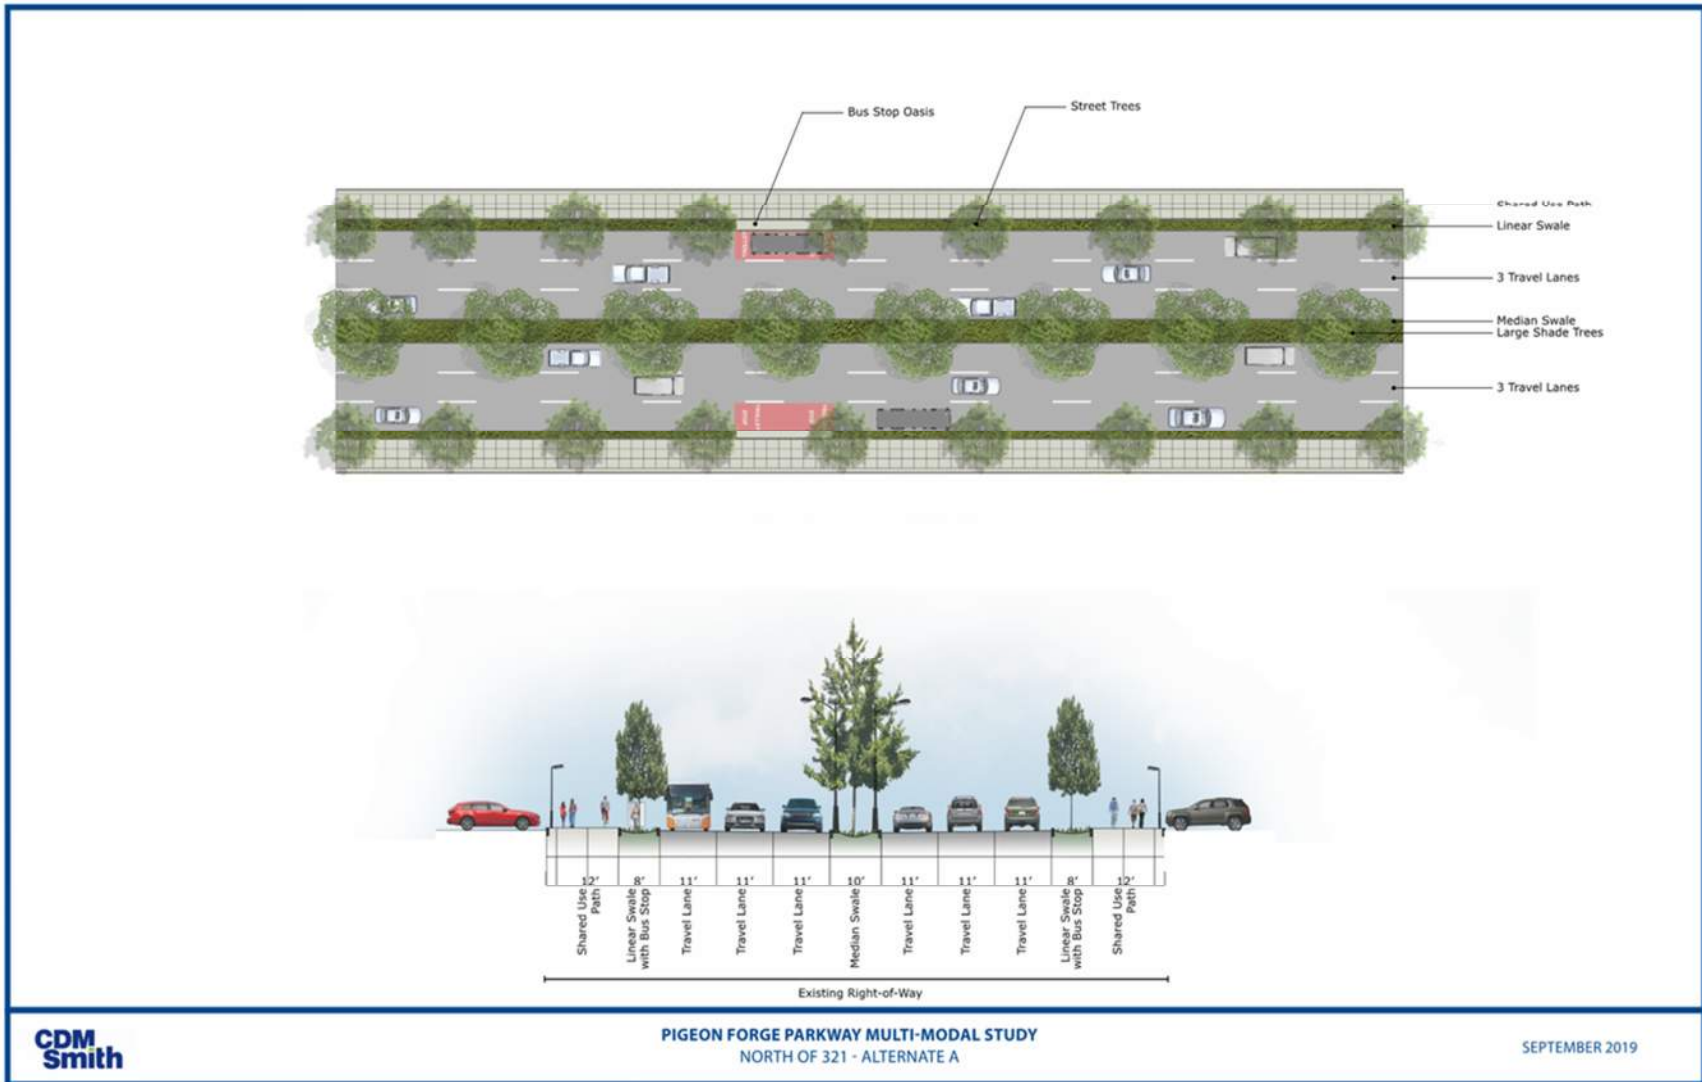 Bus Stop Oasis
Street Trees
Shared Use Path
Linear Swale
3 Travel Lanes
Median Swale
Large Shade Trees
3 Travel Lanes
12'
8'
11'
11'
11'
10'
11'
11'
11'
8'
12'
Shared Use
Path
Linear Swale
with Bus Stop
Travel Lane
Travel Lane
Travel Lane
Median Swale
Travel Lane
Travel Lane
Travel Lane
Linear Swale
with Bus Stop
Shared Use
Path
Existing Right-of-Way
CDM
Smith
PIGEON FORGE PARKWAY MULTI-MODAL STUDY
NORTH OF 321 - ALTERNATE A
SEPTEMBER 2019